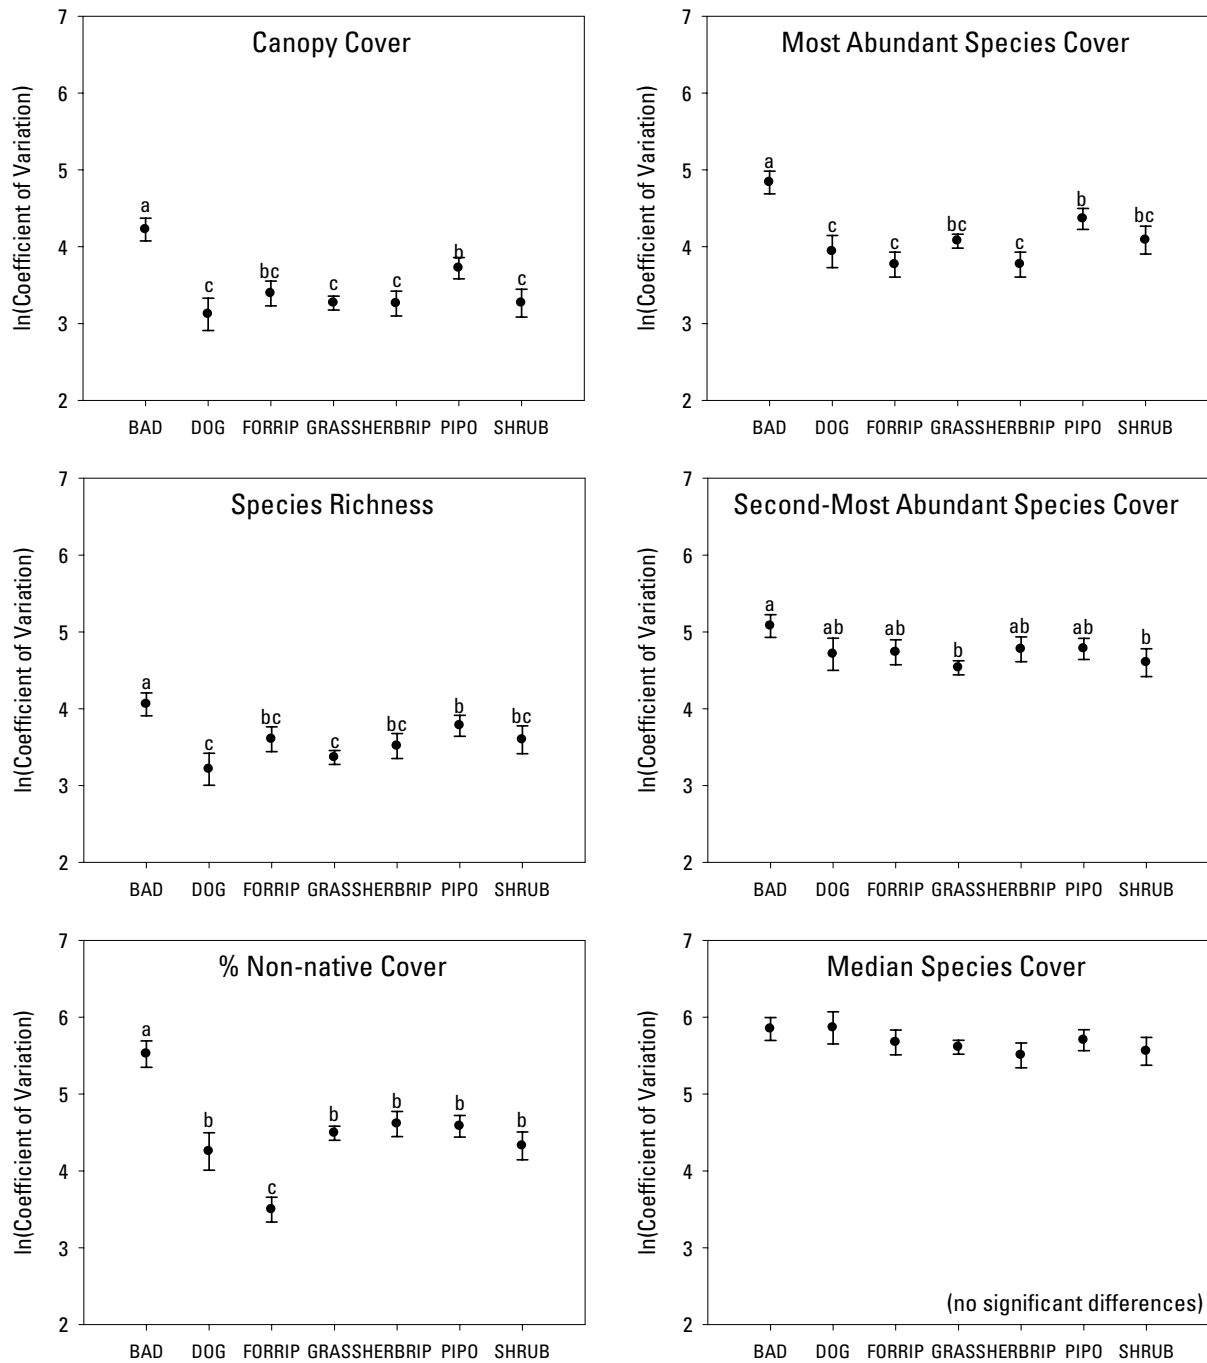 Canopy Cover
ln(Coefficient of Variation)
7
6
5
4
3
2
a
c
bc
c
c
b
c
BAD DOG FORRIP GRASSHERBRIP PIPO SHRUB
Most Abundant Species Cover
ln(Coefficient of Variation)
7
6
5
4
3
2
a
c
c
bc
c
b
bc
BAD DOG FORRIP GRASSHERBRIP PIPO SHRUB
Species Richness
ln(Coefficient of Variation)
7
6
5
4
3
2
a
c
bc
c
bc
b
bc
BAD DOG FORRIP GRASSHERBRIP PIPO SHRUB
Second-Most Abundant Species Cover
ln(Coefficient of Variation)
7
6
5
4
3
2
a
ab
ab
b
ab
ab
b
BAD DOG FORRIP GRASSHERBRIP PIPO SHRUB
% Non-native Cover
ln(Coefficient of Variation)
7
6
5
4
3
2
a
b
c
b
b
b
b
BAD DOG FORRIP GRASSHERBRIP PIPO SHRUB
Median Species Cover
ln(Coefficient of Variation)
7
6
5
4
3
2
(no significant differences)
BAD DOG FORRIP GRASSHERBRIP PIPO SHRUB